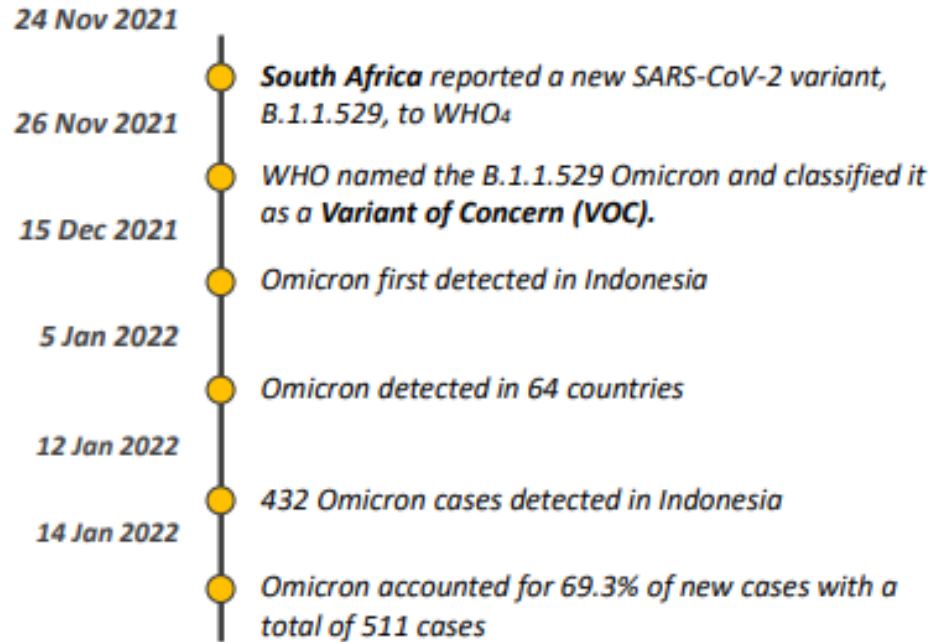 24 Nov 2021
South Africa reported a new SARS-CoV-2 variant,
B.1.1.529, to WHO4
26 Nov 2021
WHO named the B.1.1.529 Omicron and classified it
as a Variant of Concern (VOC).
15 Dec 2021
Omicron first detected in Indonesia
5 Jan 2022
Omicron detected in 64 countries
12 Jan 2022
432 Omicron cases detected in Indonesia
14 Jan 2022
Omicron accounted for 69.3% of new cases with a
total of 511 cases